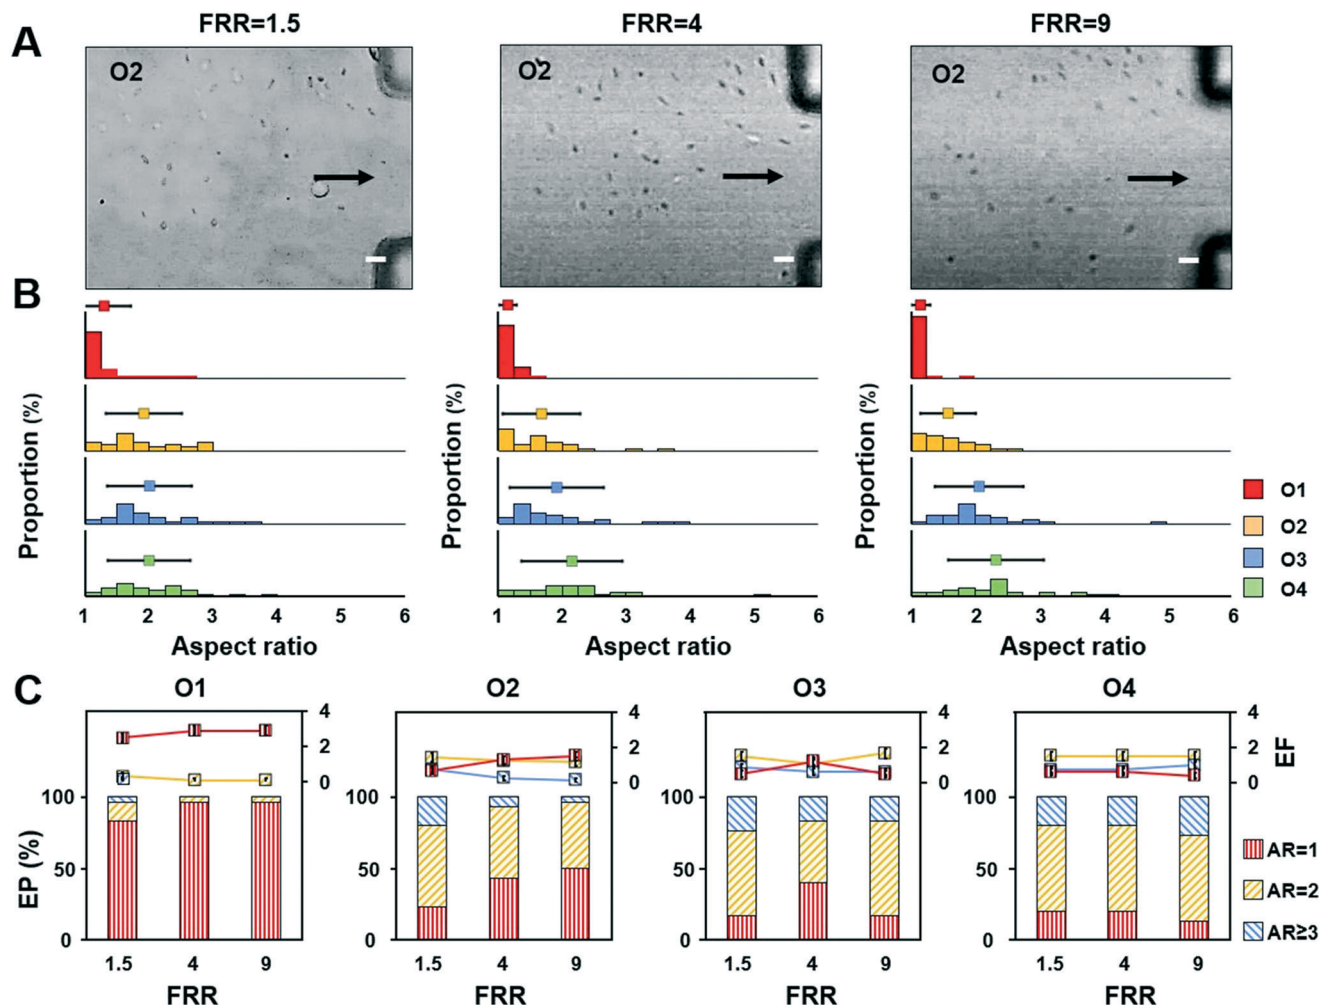 A
FRR=1.5
FRR=4
FRR=9
O2
O2
O2
B
Proportion (%)
Proportion (%)
Proportion (%)
O1
O2
O3
O4
1 2 3 4 5 6
1 2 3 4 5 6
1 2 3 4 5 6
Aspect ratio
Aspect ratio
Aspect ratio
C
O1
O2
O3
O4
4
2
0
4
2
0
4
2
0
4
2
0
EF
EP (%)
100
50
0
100
50
0
100
50
0
100
50
0
AR=1
AR=2
AR≥3
1.5 4 9
1.5 4 9
1.5 4 9
1.5 4 9
FRR
FRR
FRR
FRR